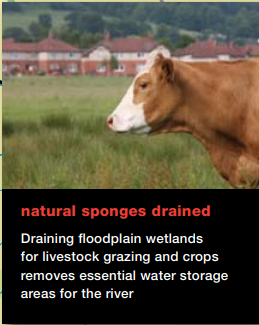 natural sponges drained
Draining floodplain wetlands
for livestock grazing and crops
removes essential water storage
areas for the river